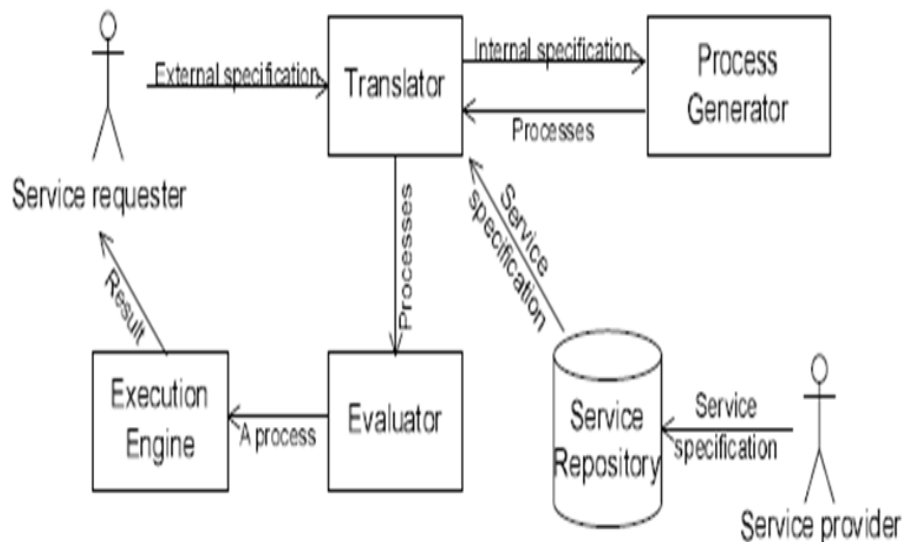 External specification
Translator
Internal specification
Process
Generator
Processes
Service requester
Service
specification
Processes
Result
Execution
Engine
A process
Evaluator
Service
Repository
Service
specification
Service provider